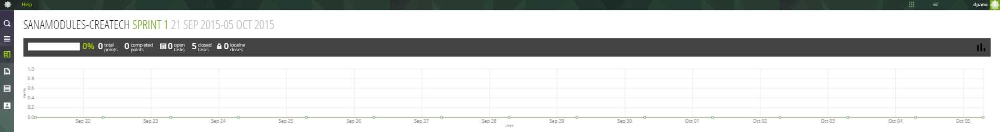 Help
dpanu
SANAMODULES-CREATECH SPRINT 1 21 SEP 2015-05 OCT 2015
0% 0 total points 0 completed points 0 open tasks 5 closed tasks 0 iocaine doses
1.0
0.8
0.6
0.4
0.2
0.0
Points
Sep 22 Sep 23 Sep 24 Sep 25 Sep 26 Sep 27 Sep 28 Sep 29 Sep 30 Oct 01 Oct 02 Oct 03 Oct 04 Oct 05
Days